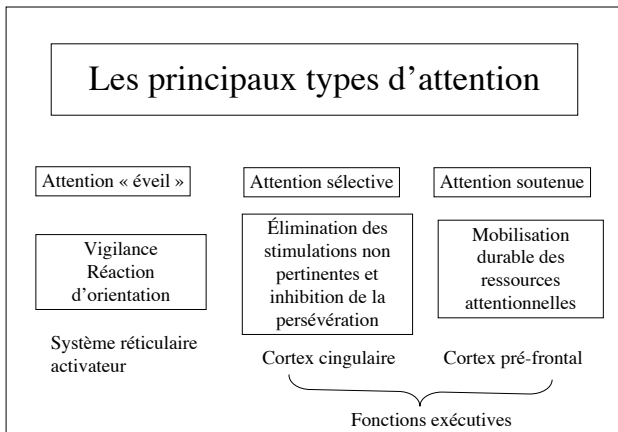 Les principaux types d’attention
Attention « éveil »
Attention sélective
Attention soutenue
Vigilance
Réaction
d’orientation
Élimination des
stimulations non
pertinentes et
inhibition de la
persévération
Mobilisation
durable des
ressources
attentionnelles
Système réticulaire
activateur
Cortex cingulaire
Cortex pré-frontal
Fonctions exécutives